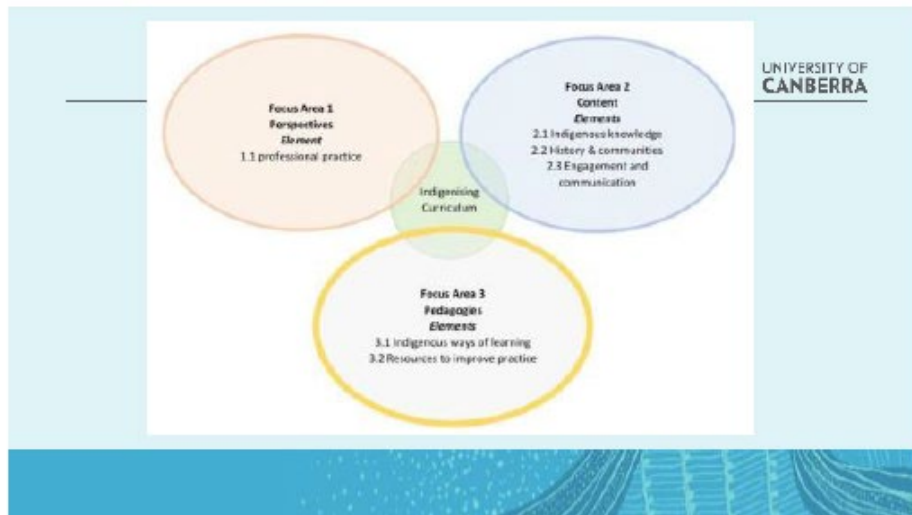 UNIVERSITY OF
CANBERRA
Focus Area 1
Perspectives
Element
1.1 professional practice
Focus Area 2
Content
Elements
2.1 Indigenous knowledge
2.2 History & communities
2.3 Engagement and
communication
Indigenising
Curriculum
Focus Area 3
Pedagogies
Elements
3.1 Indigenous ways of learning
3.2 Resources to improve practice